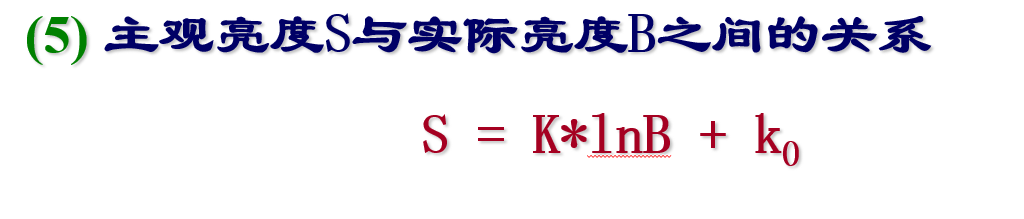 (5) 主观亮度S与实际亮度B之间的关系
S = K*lnB + k₀